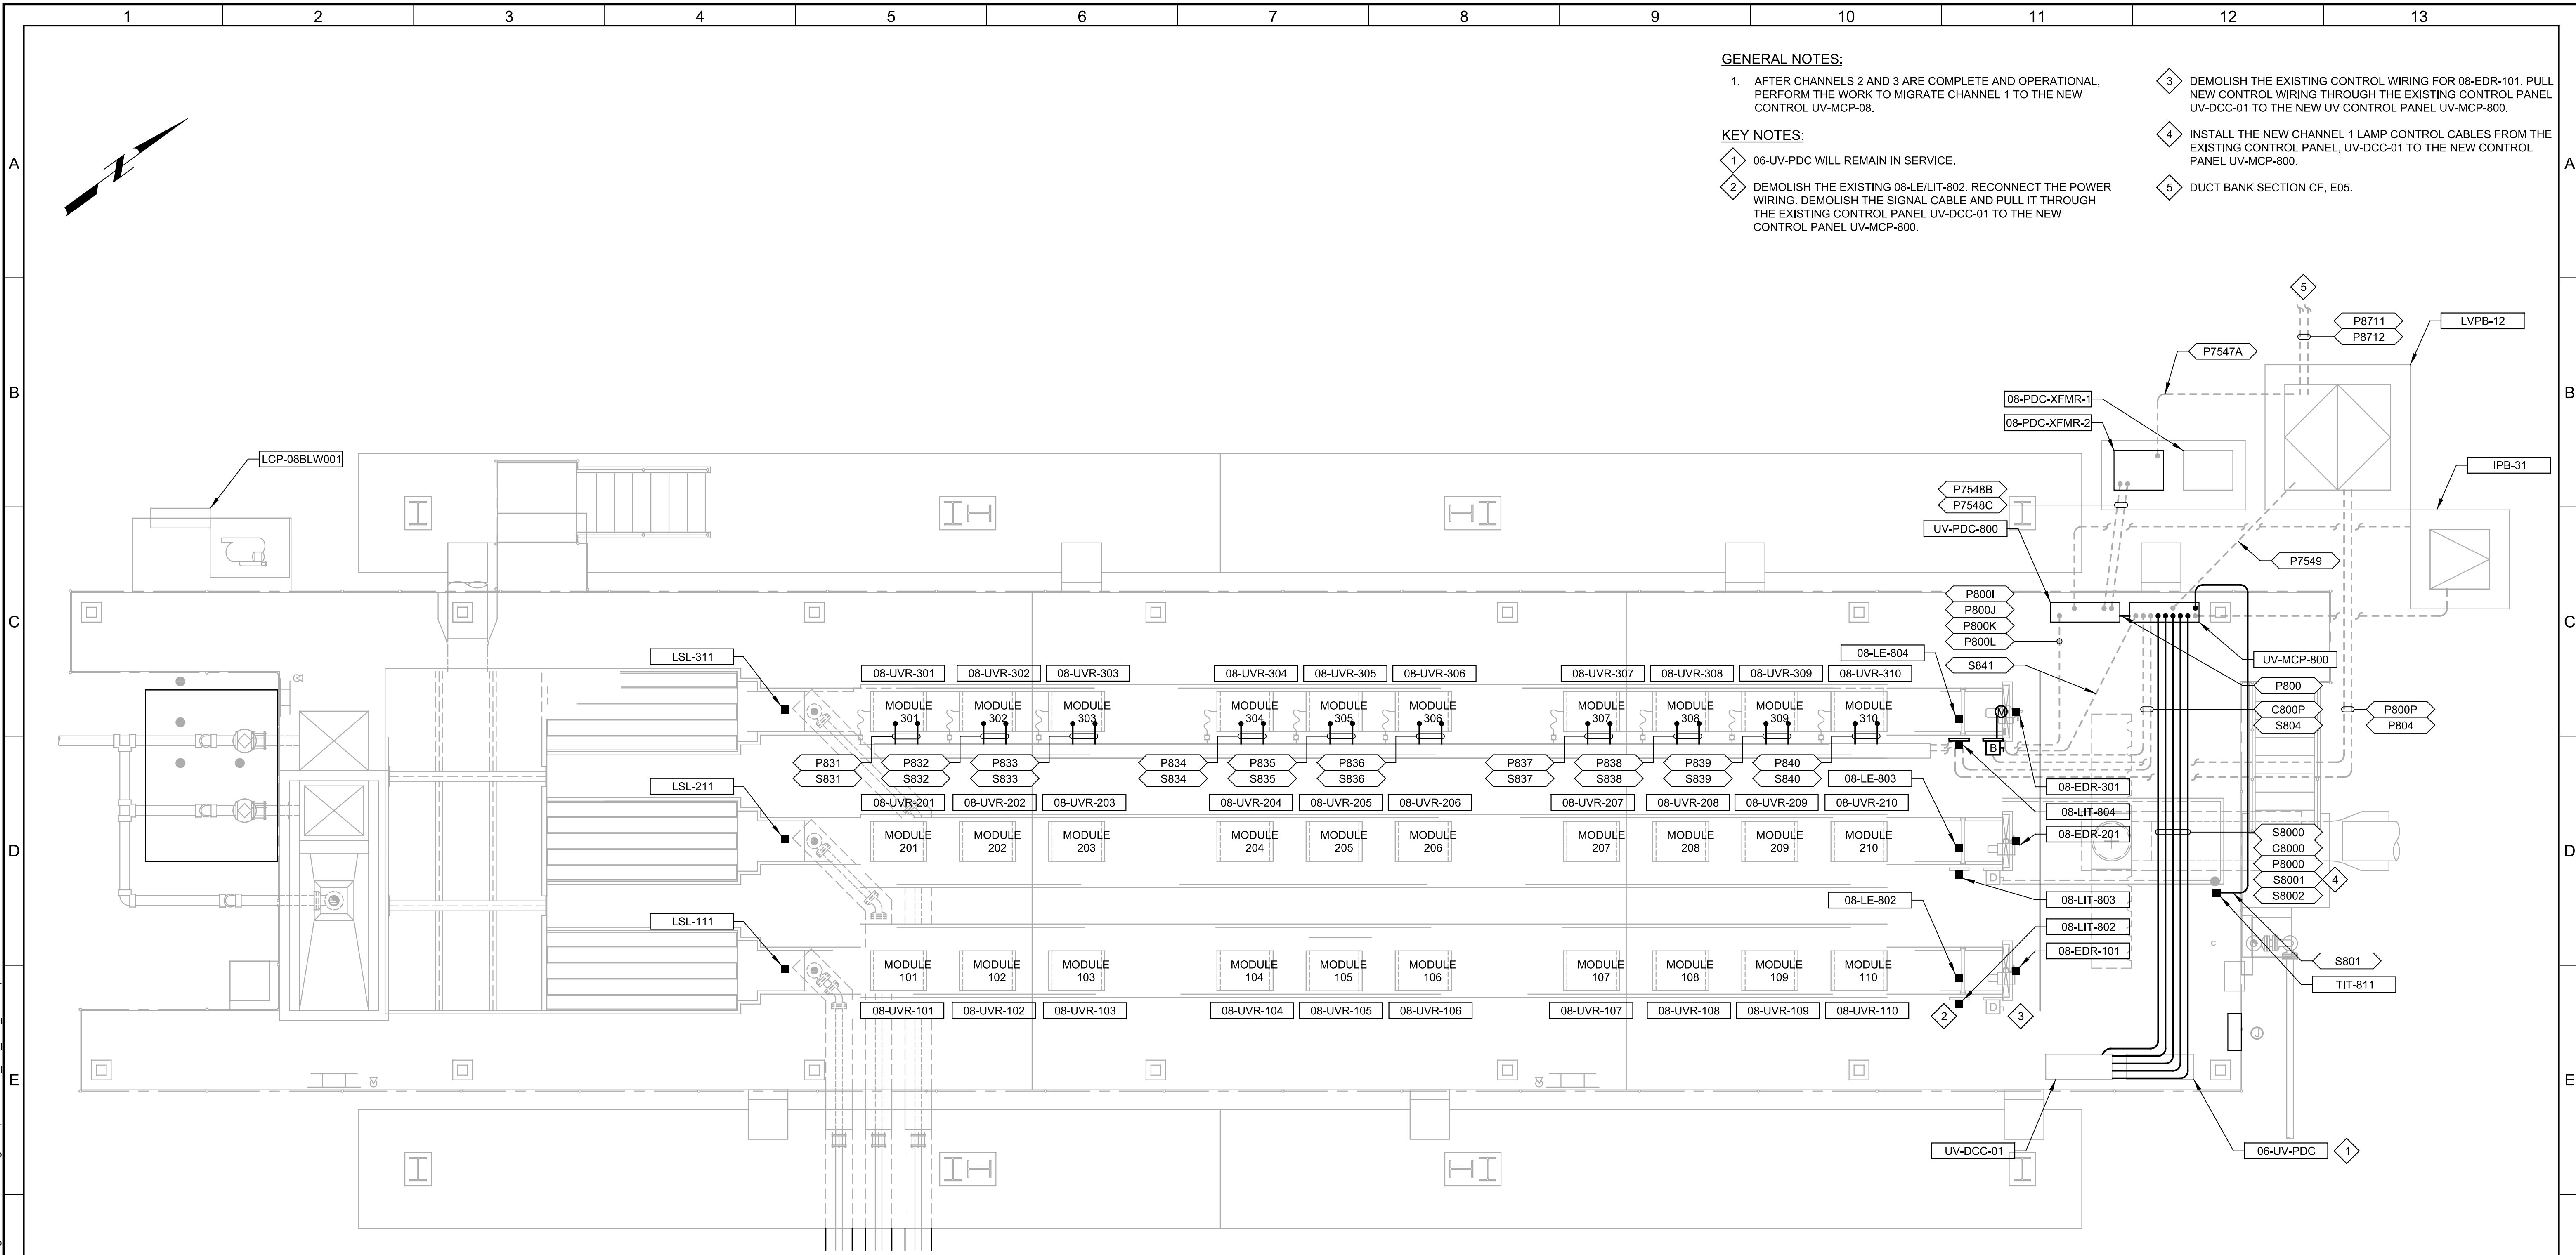 1 2 3 4 5 6 7 8 9 10 11 12 13
GENERAL NOTES:
1. AFTER CHANNELS 2 AND 3 ARE COMPLETE AND OPERATIONAL,
PERFORM THE WORK TO MIGRATE CHANNEL 1 TO THE NEW
CONTROL UV-MCP-08.
KEY NOTES:
1 06-UV-PDC WILL REMAIN IN SERVICE.
2 DEMOLISH THE EXISTING 08-LE/LIT-802. RECONNECT THE POWER
WIRING. DEMOLISH THE SIGNAL CABLE AND PULL IT THROUGH
THE EXISTING CONTROL PANEL UV-DCC-01 TO THE NEW
CONTROL PANEL UV-MCP-800.
3 DEMOLISH THE EXISTING CONTROL WIRING FOR 08-EDR-101. PULL
NEW CONTROL WIRING THROUGH THE EXISTING CONTROL PANEL
UV-DCC-01 TO THE NEW UV CONTROL PANEL UV-MCP-800.
4 INSTALL THE NEW CHANNEL 1 LAMP CONTROL CABLES FROM THE
EXISTING CONTROL PANEL, UV-DCC-01 TO THE NEW CONTROL
PANEL UV-MCP-800.
5 DUCT BANK SECTION CF, E05.
A A
N
B B
5
P8711
P8712
LVPB-12
P7547A
08-PDC-XFMR-1
08-PDC-XFMR-2
LCP-08BLW001
IPB-31
P7548B
P7548C
UV-PDC-800
P7549
C C
P800I
P800J
P800K
P800L
S841
LSL-311
08-LE-804
UV-MCP-800
08-UVR-301 08-UVR-302 08-UVR-303 08-UVR-304 08-UVR-305 08-UVR-306 08-UVR-307 08-UVR-308 08-UVR-309 08-UVR-310
P800
C800P
S804
P800P
P804
MODULE 301
MODULE 302
MODULE 303
MODULE 304
MODULE 305
MODULE 306
MODULE 307
MODULE 308
MODULE 309
MODULE 310
M
B
P831 P832 P833 P834 P835 P836 P837 P838 P839 P840
S831 S832 S833 S834 S835 S836 S837 S838 S839 S840
LSL-211
08-LE-803
08-EDR-301
08-UVR-201 08-UVR-202 08-UVR-203 08-UVR-204 08-UVR-205 08-UVR-206 08-UVR-207 08-UVR-208 08-UVR-209 08-UVR-210
08-LIT-804
08-EDR-201
D D
MODULE 201
MODULE 202
MODULE 203
MODULE 204
MODULE 205
MODULE 206
MODULE 207
MODULE 208
MODULE 209
MODULE 210
D
S8000
C8000
P8000
S8001
S8002
4
LSL-111
08-LE-802
08-LIT-803
08-LIT-802
08-EDR-101
MODULE 101
MODULE 102
MODULE 103
MODULE 104
MODULE 105
MODULE 106
MODULE 107
MODULE 108
MODULE 109
MODULE 110
D
C
S801
TIT-811
08-UVR-101 08-UVR-102 08-UVR-103 08-UVR-104 08-UVR-105 08-UVR-106 08-UVR-107 08-UVR-108 08-UVR-109 08-UVR-110
2 3
J
E E
UV-DCC-01
06-UV-PDC
1